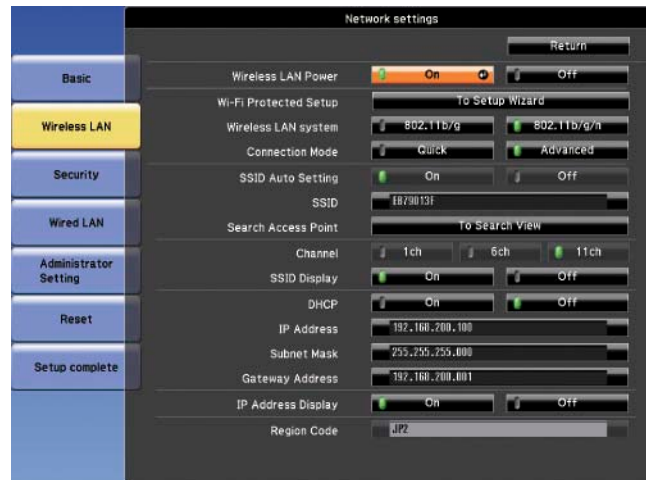 Network settings
Return
Basic
Wireless LAN Power On Off
Wi-Fi Protected Setup To Setup Wizard
Wireless LAN Wireless LAN system 802.11b/g 802.11b/g/n
Connection Mode Quick Advanced
Security SSID Auto Setting On Off
SSID E879013F
Wired LAN Search Access Point To Search View
Channel 1ch 6ch 11ch
Administrator Setting SSID Display On Off
DHCP On Off
Reset IP Address 192.168.200.100
Subnet Mask 255.255.255.000
Setup complete Gateway Address 192.168.200.001
IP Address Display On Off
Region Code JP2